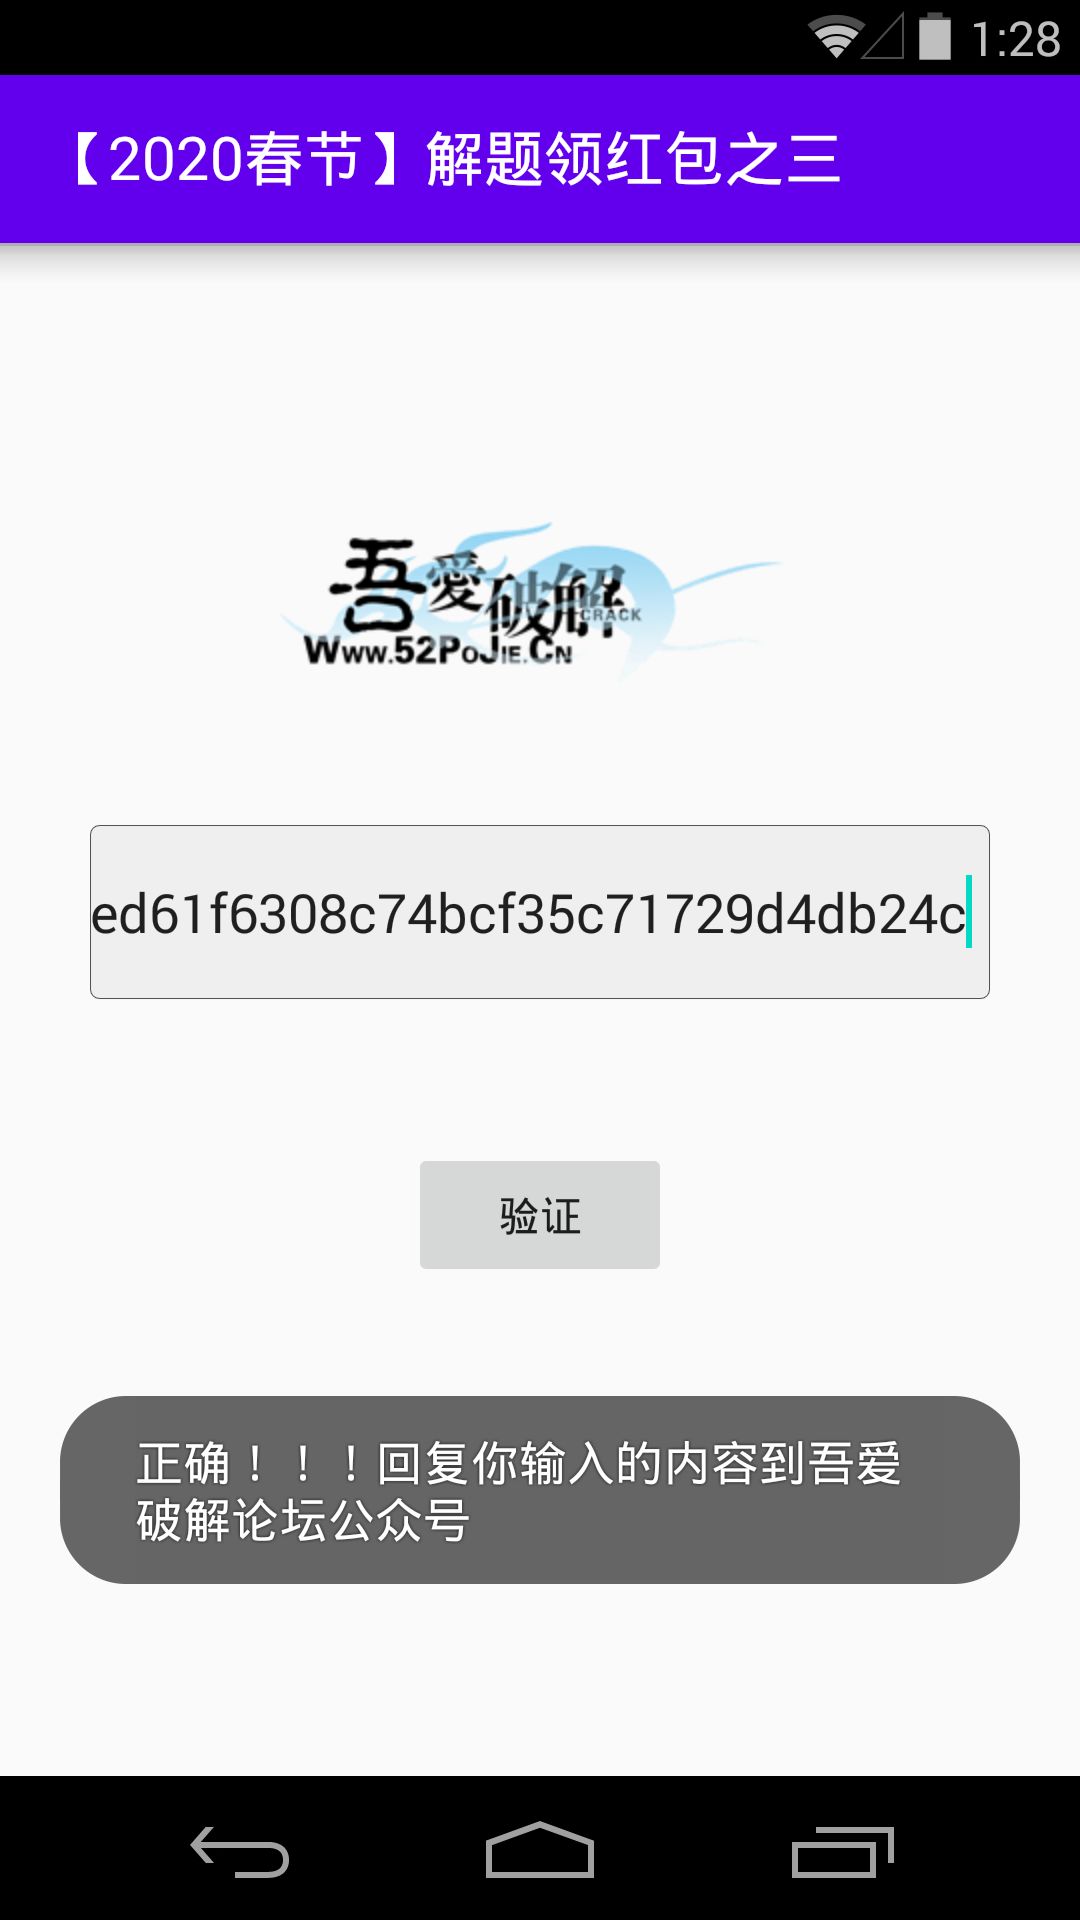 1:28
【2020春节】解题领红包之三
吾愛破解
CRACK
Www.52PoJie.Cn
ed61f6308c74bcf35c71729d4db24c
验证
正确！！！回复你输入的内容到吾爱
破解论坛公众号